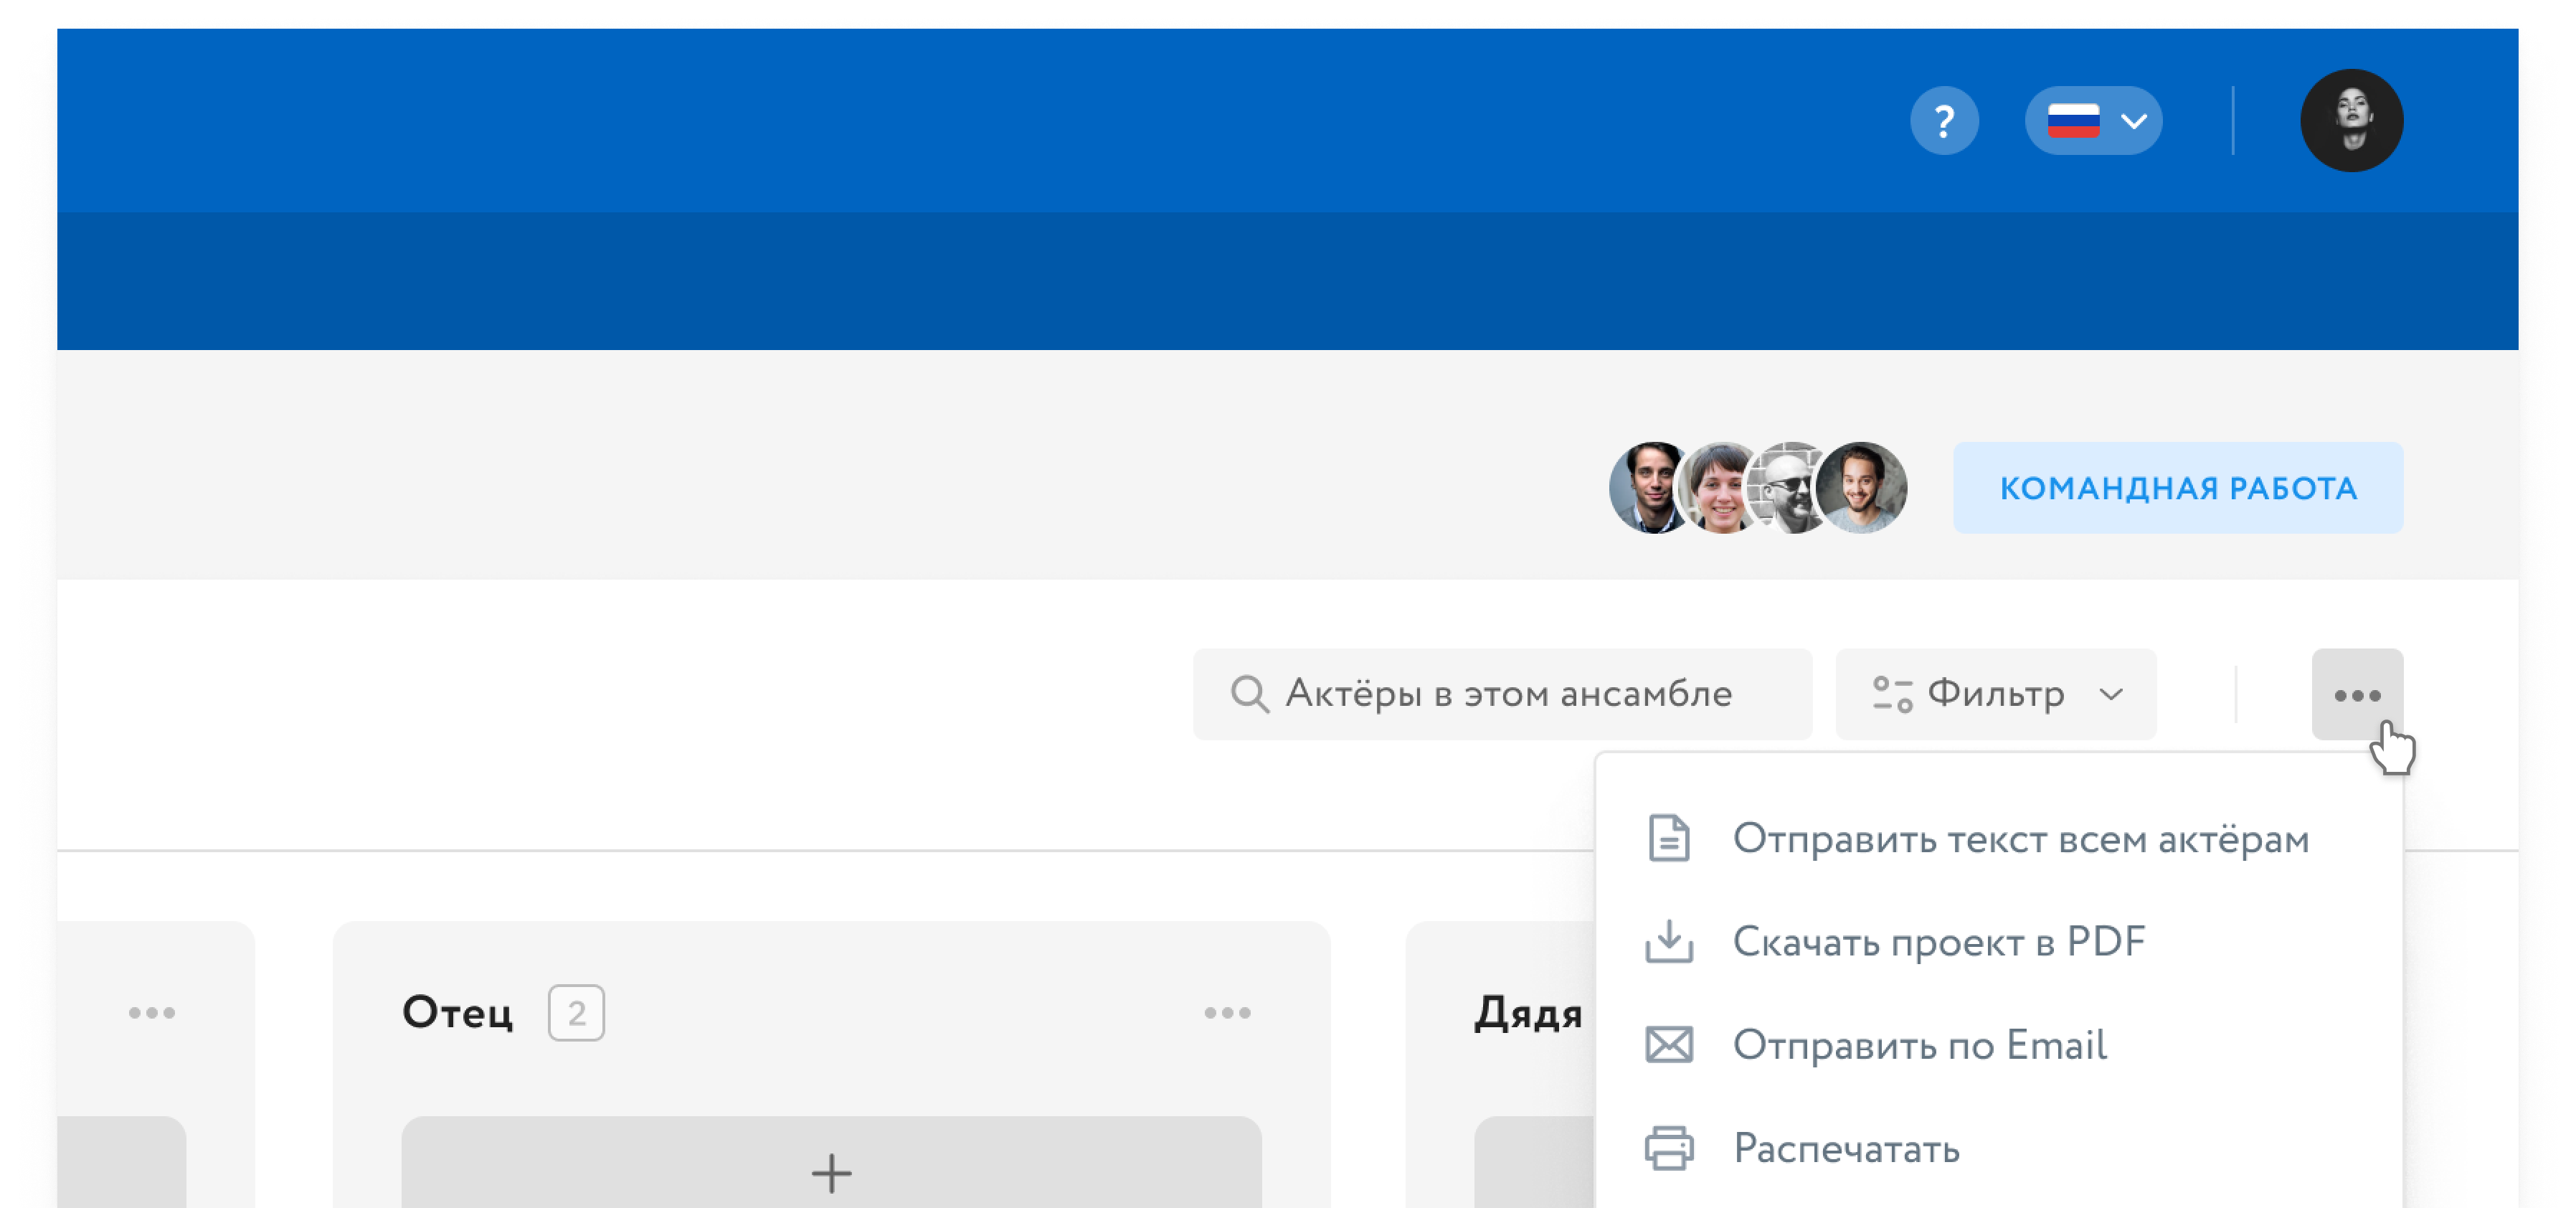 ?
КОМАНДНАЯ РАБОТА
Актёры в этом ансамбле
Фильтр
Отправить текст всем актёрам
Скачать проект в PDF
Отправить по Email
Распечатать
Отец 2
Дядя